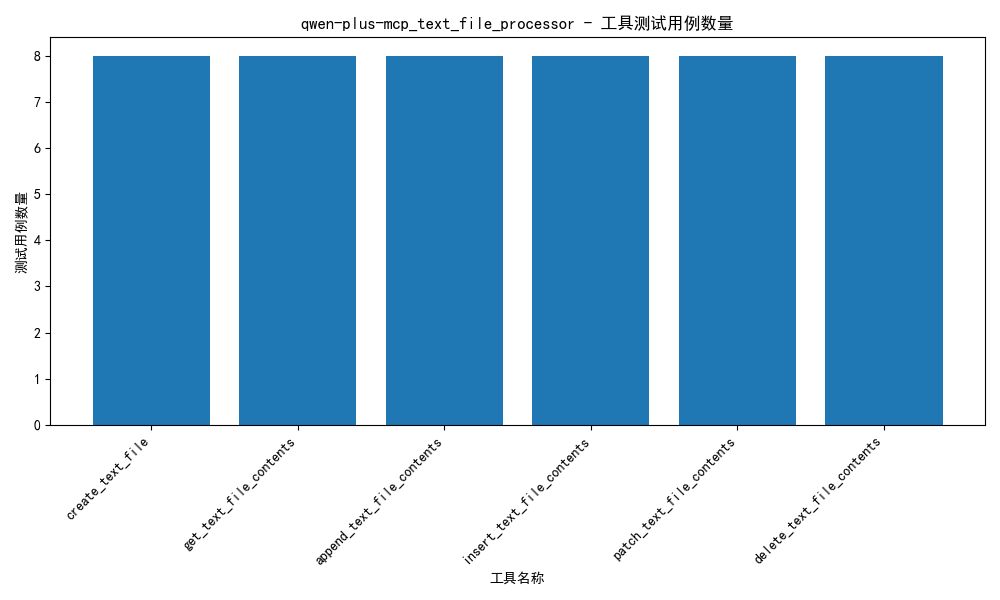 qwen-plus-mcp_text_file_processor - 工具测试用例数量
测试用例数量
8
7
6
5
4
3
2
1
0
create_text_file
get_text_file_contents
append_text_file_contents
insert_text_file_contents
patch_text_file_contents
delete_text_file_contents
工具名称